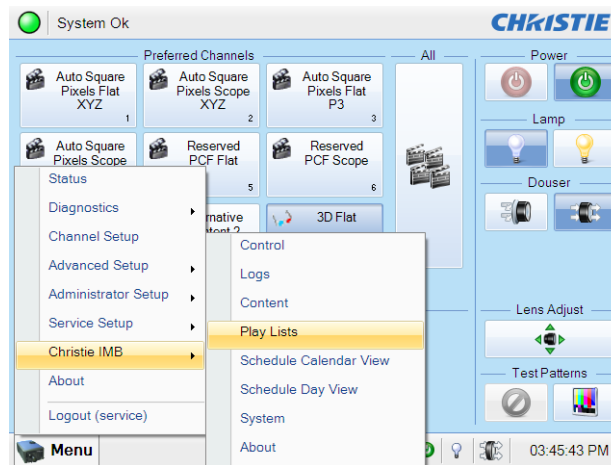 System Ok
CHRISTIE
Preferred Channels
All
Power
Auto Square
Pixels Flat
XYZ
1
Auto Square
Pixels Scope
XYZ
2
Auto Square
Pixels Flat
P3
3
Lamp
Auto Square
Pixels Scope
Reserved
PCF Flat
5
Reserved
PCF Scope
6
Douser
3D Flat
Status
Diagnostics
Channel Setup
Advanced Setup
Administrator Setup
Service Setup
Christie IMB
About
Logout (service)
Control
Logs
Content
Play Lists
Schedule Calendar View
Schedule Day View
System
About
Lens Adjust
Test Patterns
Menu
03:45:43 PM